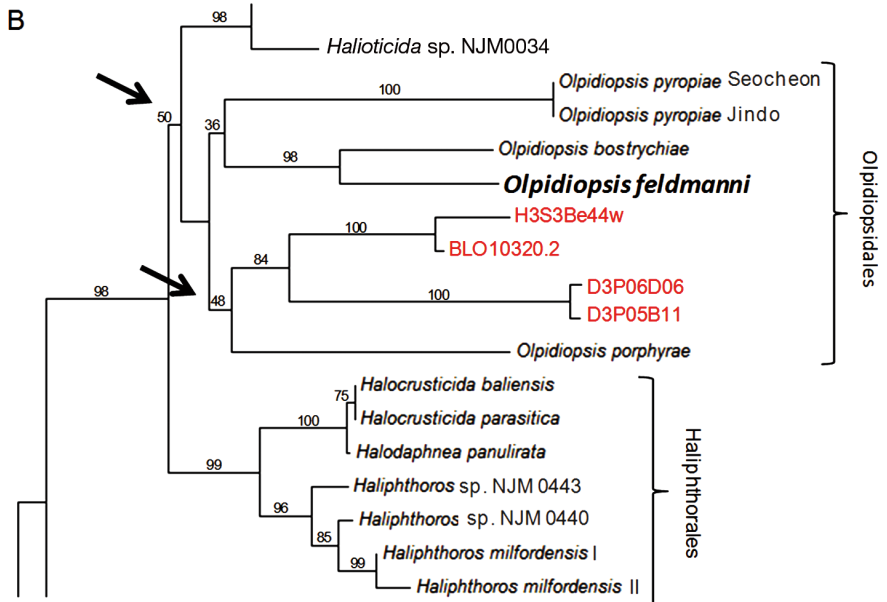 B
98
Halioticida sp. NJM0034
Olpidiopsis pyropiae Seocheon
100
Olpidiopsis pyropiae Jindo
50
36
Olpidiopsis bostrychiae
98
Olpidiopsis feldmanni
H3S3Be44w
100
BLO10320.2
84
D3P06D06
98
100
48
D3P05B11
Olpidiopsis porphyrae
Olpidiopsidales
Halocrusticida baliensis
75
Halocrusticida parasitica
100
Halodaphnea panulirata
99
Haliphthoros sp. NJM 0443
96
Haliphthoros sp. NJM 0440
85
Haliphthoros milfordensis I
99
Haliphthoros milfordensis II
Haliphthorales